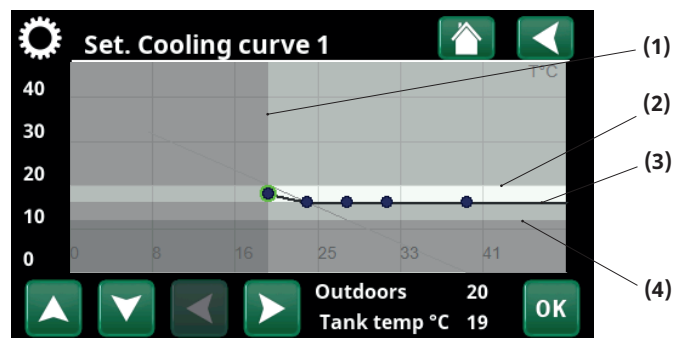 Set. Cooling curve 1
(1)
T°C
40
(2)
30
(3)
20
10
0
0 8 16 25 33 41
(4)
Outdoors 20
Tank temp °C 19
OK